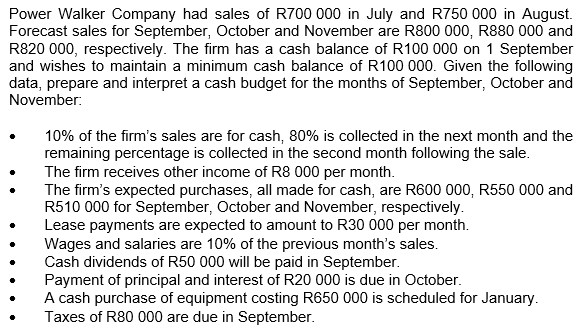 Power Walker Company had sales of R700 000 in July and R750 000 in August.
Forecast sales for September, October and November are R800 000, R880 000 and
R820 000, respectively. The firm has a cash balance of R100 000 on 1 September
and wishes to maintain a minimum cash balance of R100 000. Given the following
data, prepare and interpret a cash budget for the months of September, October and
November:
• 10% of the firm's sales are for cash, 80% is collected in the next month and the
remaining percentage is collected in the second month following the sale.
• The firm receives other income of R8 000 per month.
• The firm's expected purchases, all made for cash, are R600 000, R550 000 and
R510 000 for September, October and November, respectively.
• Lease payments are expected to amount to R30 000 per month.
• Wages and salaries are 10% of the previous month's sales.
• Cash dividends of R50 000 will be paid in September.
• Payment of principal and interest of R20 000 is due in October.
• A cash purchase of equipment costing R650 000 is scheduled for January.
• Taxes of R80 000 are due in September.